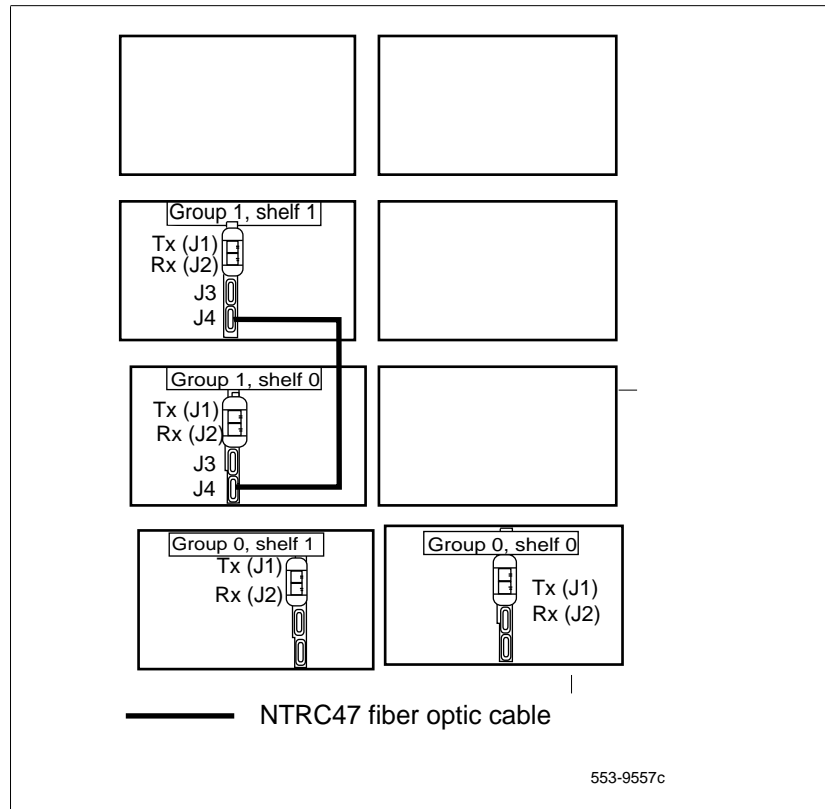 Group 1, shelf 1
Tx (J1)
Rx (J2)
J3
J4
Group 1, shelf 0
Tx (J1)
Rx (J2)
J3
J4
Group 0, shelf 1
Tx (J1)
Rx (J2)
Group 0, shelf 0
Tx (J1)
Rx (J2)
NTRC47 fiber optic cable
553-9557c